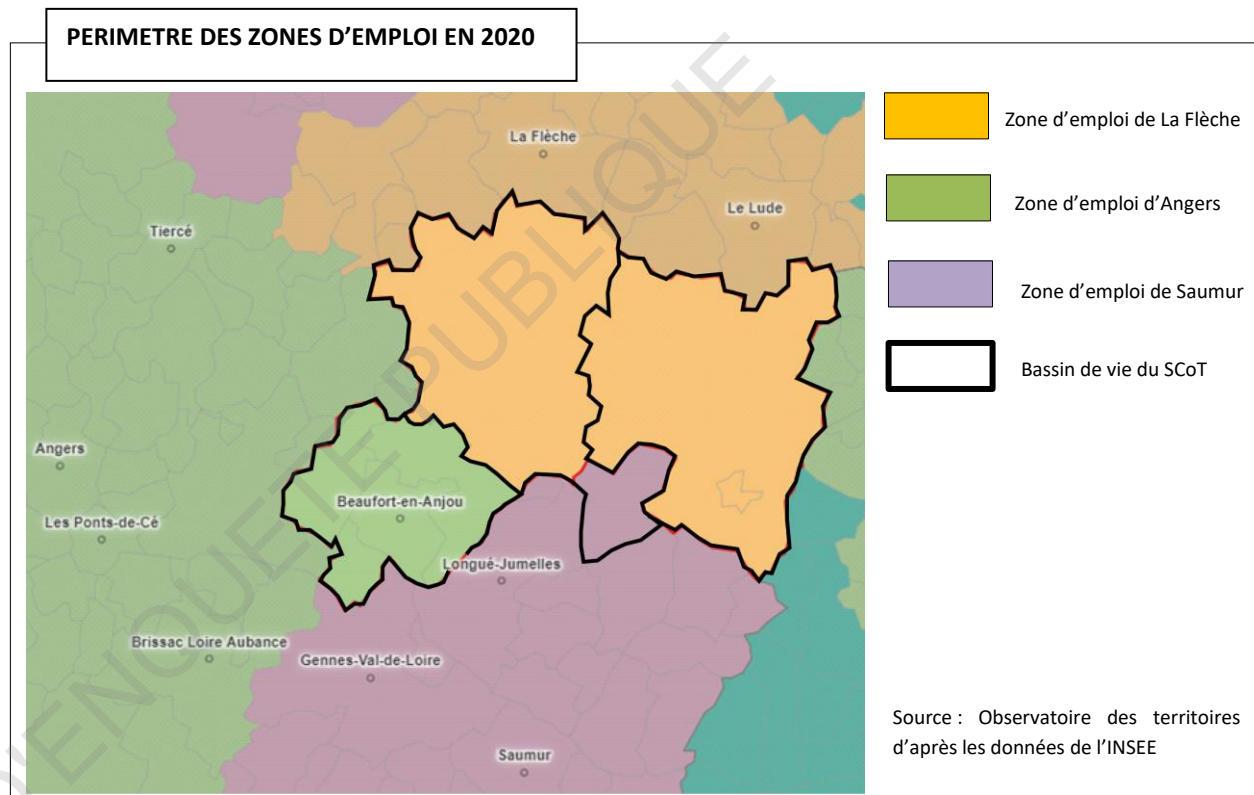 PERIMETRE DES ZONES D’EMPLOI EN 2020
La Flèche
Le Lude
Tiercé
Angers
Beaufort-en-Anjou
Les Ponts-de-Cé
Longué-Jumelles
Brissac Loire Aubance
Gennes-Val-de-Loire
Saumur
Zone d’emploi de La Flèche
Zone d’emploi d’Angers
Zone d’emploi de Saumur
Bassin de vie du SCoT
Source : Observatoire des territoires
d’après les données de l’INSEE
ENQUETE PUBLIQUE